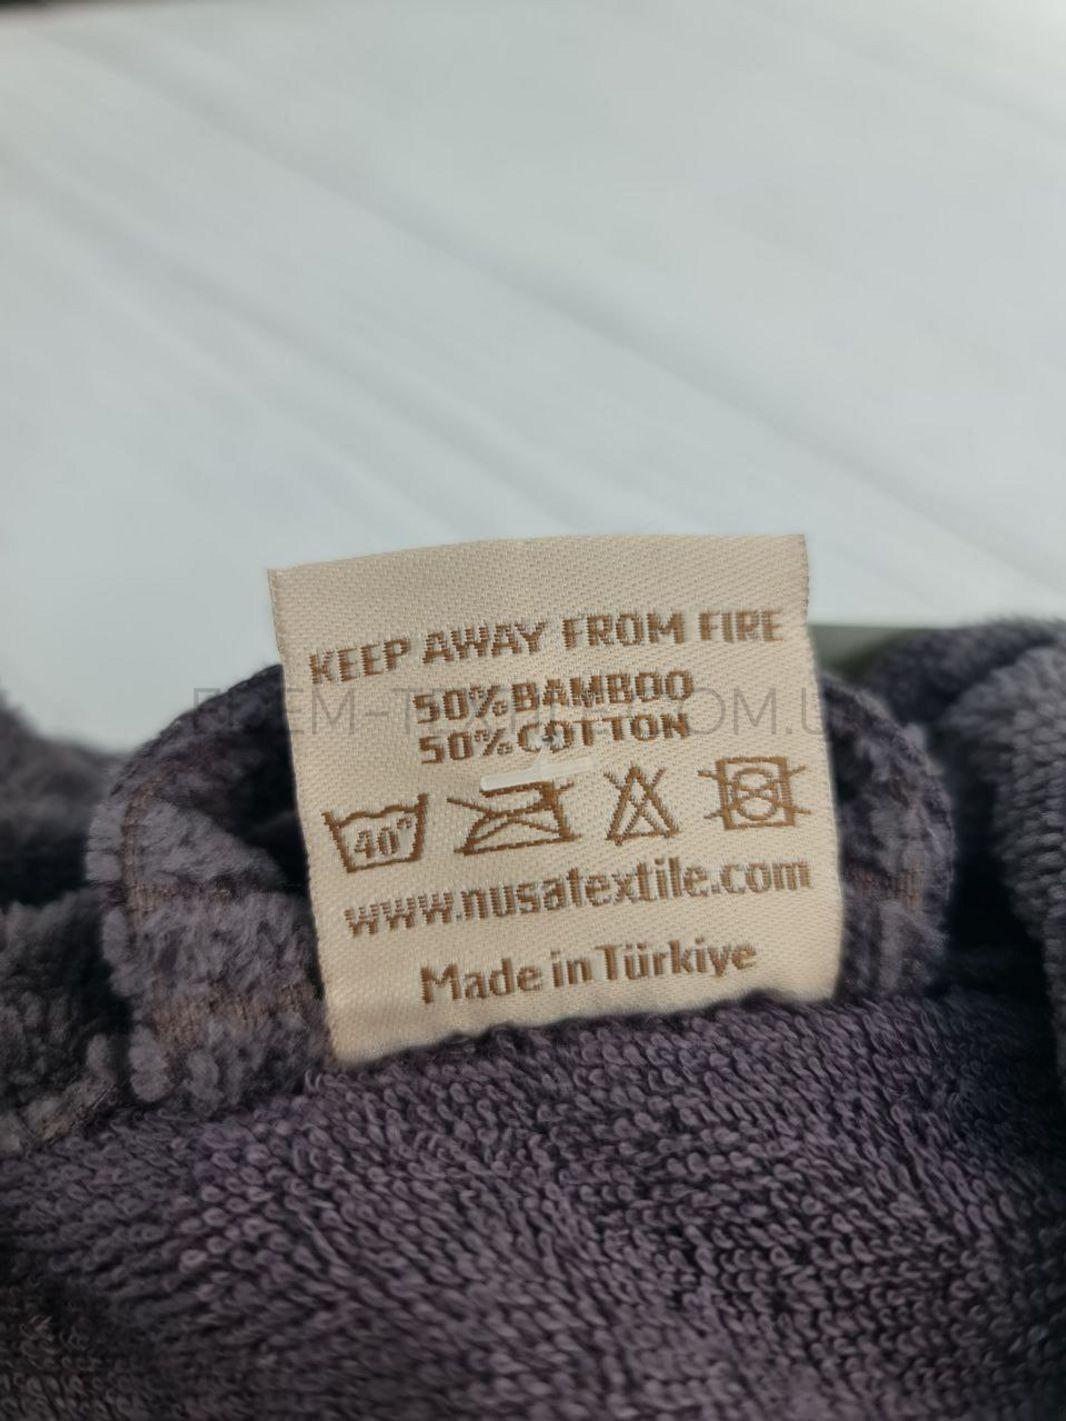 KEEP AWAY FROM FIRE
50%BAMBOO
50%COTTON
40°
www.nusatextile.com
Made in Türkiye